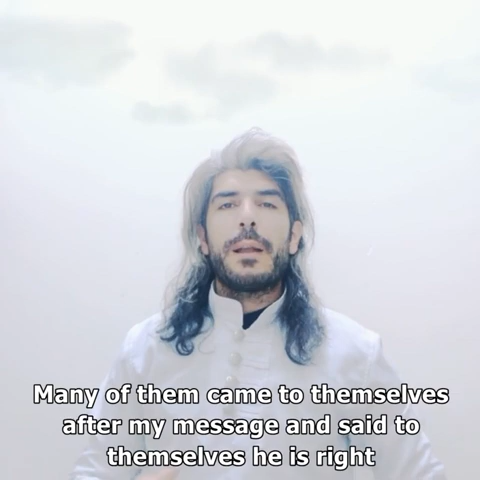 Many of them came to themselves
after my message and said to
themselves he is right